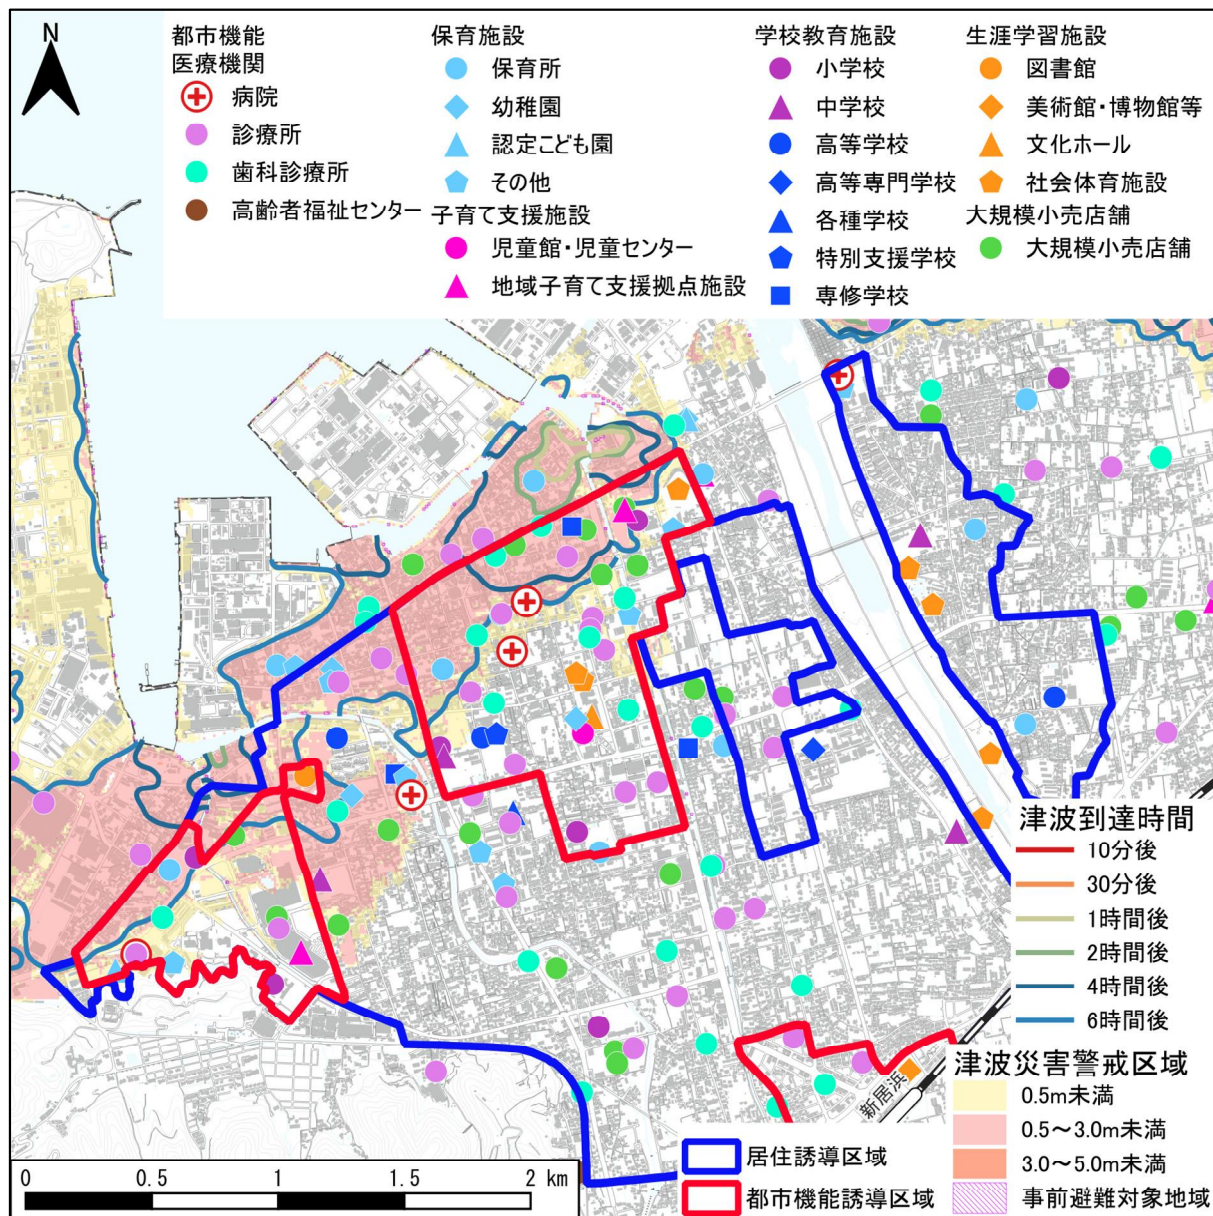 N
都市機能
医療機関
病院
診療所
歯科診療所
高齢者福祉センター
保育施設
保育所
幼稚園
認定こども園
その他
子育て支援施設
児童館・児童センター
地域子育て支援拠点施設
学校教育施設
小学校
中学校
高等学校
高等専門学校
各種学校
特別支援学校
専修学校
生涯学習施設
図書館
美術館・博物館等
文化ホール
社会体育施設
大規模小売店舗
大規模小売店舗
津波到達時間
10分後
30分後
1時間後
2時間後
4時間後
6時間後
新居浜
津波災害警戒区域
0.5m未満
0.5～3.0m未満
3.0～5.0m未満
事前避難対象地域
居住誘導区域
都市機能誘導区域
0 0.5 1 1.5 2 km